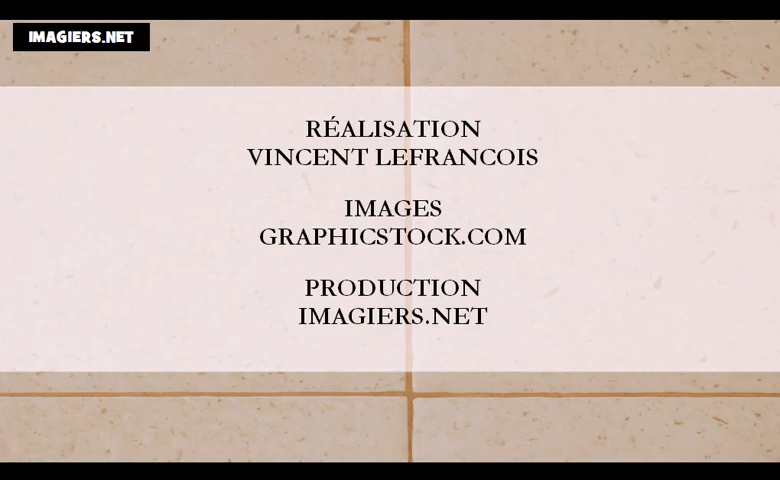 IMAGIERS.NET
RÉALISATION
VINCENT LEFRANCOIS
IMAGES
GRAPHICSTOCK.COM
PRODUCTION
IMAGIERS.NET